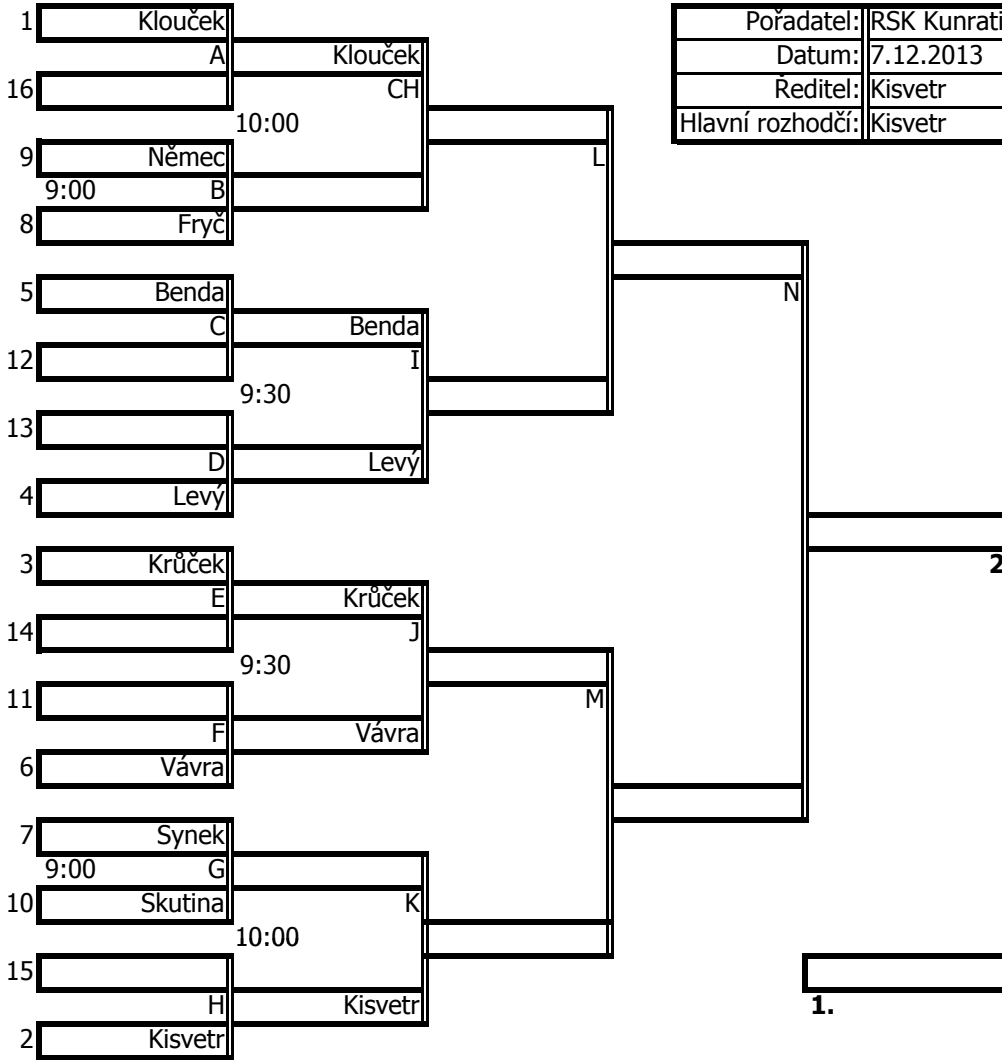 1 Klouček
A Klouček
16 CH
10:00
9 Němec L
9:00 B
8 Fryč
5 Benda N
C Benda
12 I
9:30
13
D Levý
4 Levý
3 Krůček 2
E Krůček
14 J
9:30
11 M
F Vávra
6 Vávra
7 Synek
9:00 G
10 Skutina K
10:00
15
H Kisvetr 1.
2 Kisvetr
Pořadatel: RSK Kunrati
Datum: 7.12.2013
Ředitel: Kisvetr
Hlavní rozhodčí: Kisvetr